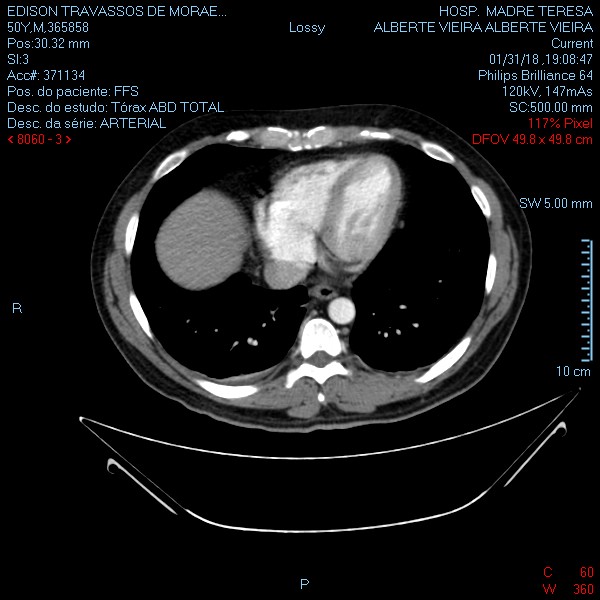 EDISON TRAVASSOS DE MORAE...
50Y,M,365858
Pos:30.32 mm
SI:3
Acc#: 371134
Pos. do paciente: FFS
Desc. do estudo: Tórax ABD TOTAL
Desc. da série: ARTERIAL
< 8060 - 3 >
Lossy
HOSP. MADRE TERESA
ALBERTE VIEIRA ALBERTE VIEIRA
Current
01/31/18 ,19:08:47
Philips Brilliance 64
120kV, 147mAs
SC:500.00 mm
117% Pixel
DFOV 49.8 x 49.8 cm
SW 5.00 mm
R
10 cm
P
C 60
W 360